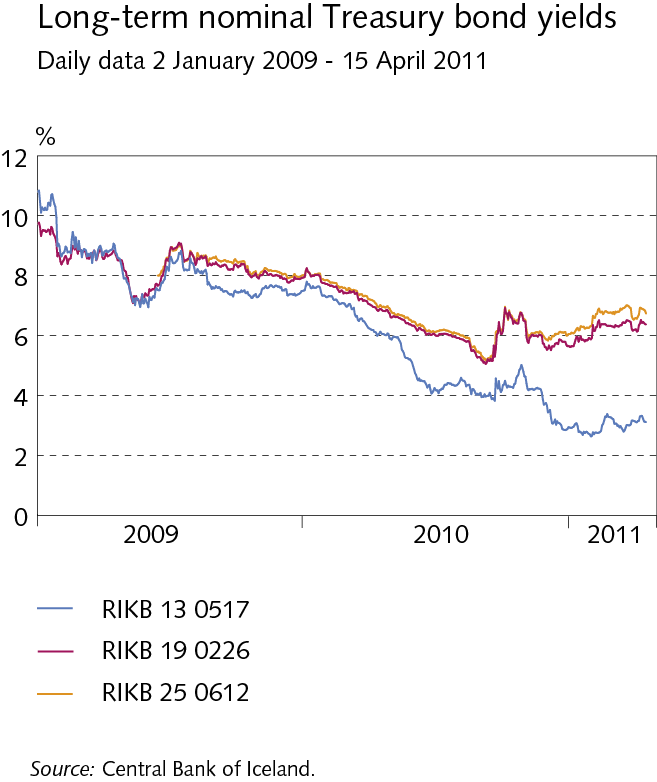 Long-term nominal Treasury bond yields
Daily data 2 January 2009 - 15 April 2011
%
12
10
8
6
4
2
0
2009 2010 2011
RIKB 13 0517
RIKB 19 0226
RIKB 25 0612
Source: Central Bank of Iceland.